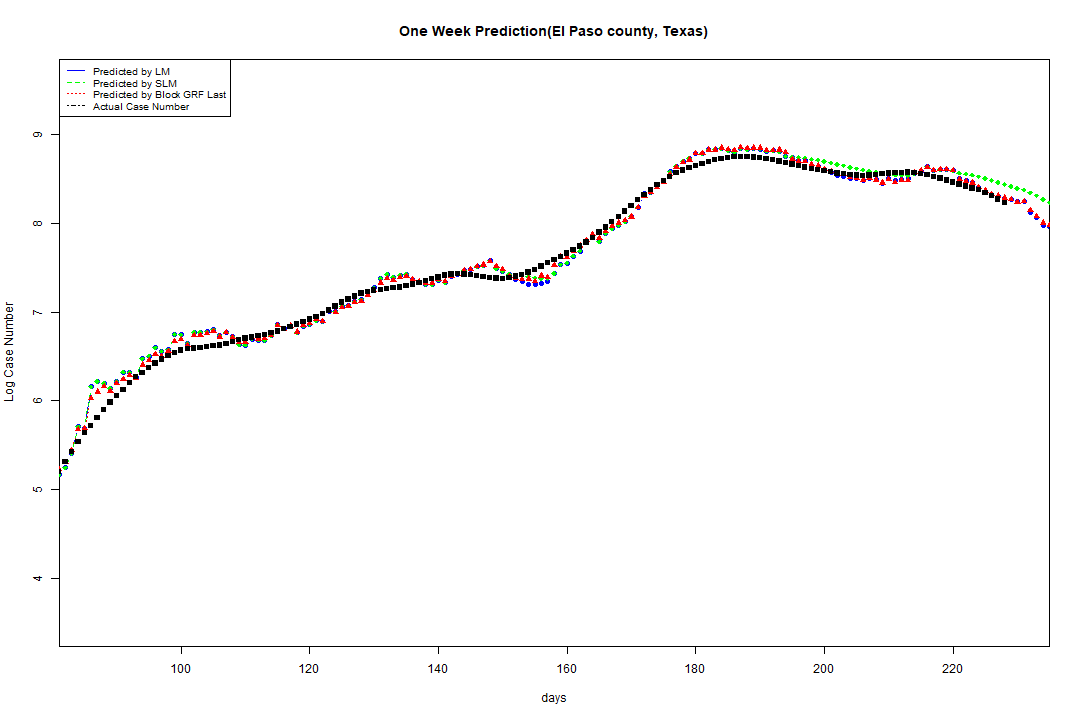 One Week Prediction(El Paso county, Texas)
Predicted by LM
Predicted by SLM
Predicted by Block GRF Last
Actual Case Number
9
8
7
6
5
4
Log Case Number
100 120 140 160 180 200 220
days